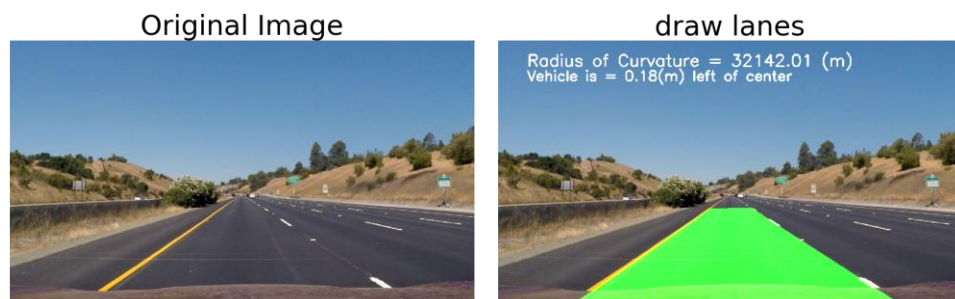 Original Image
draw lanes
Radius of Curvature = 32142.01 (m)
Vehicle is = 0.18(m) left of center